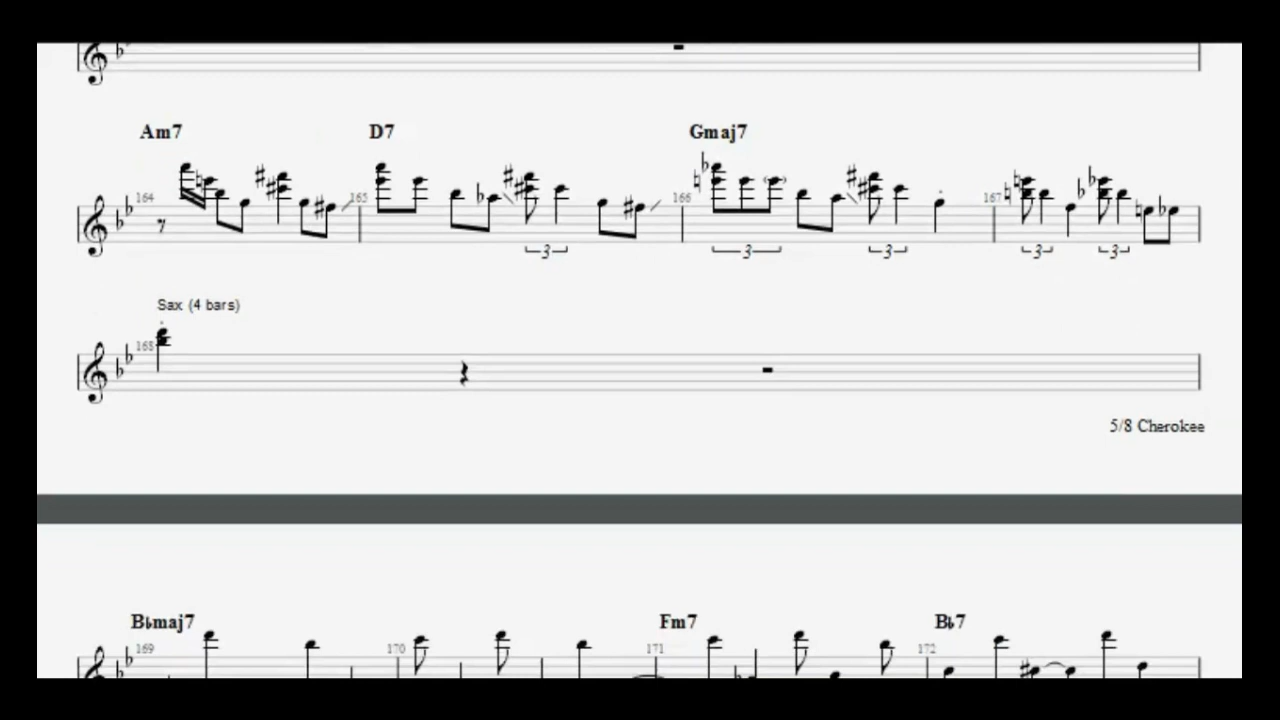 Am7 D7 Gmaj7
164 165 166 167
3 3 3 3 3
Sax (4 bars)
168
5/8 Cherokee
B♭maj7 Fm7 B♭7
169 170 171 172